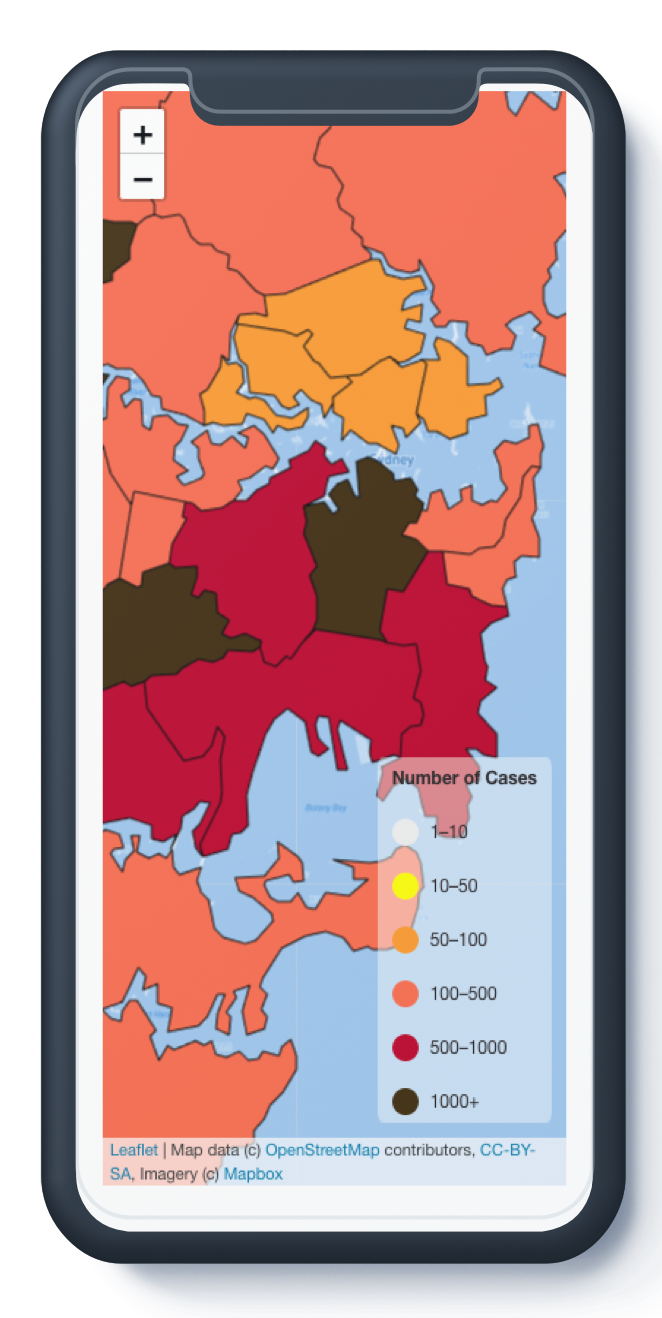 +
−
Sydney
Botany Bay
Number of Cases
1–10
10–50
50–100
100–500
500–1000
1000+
Leaflet | Map data (c) OpenStreetMap contributors, CC-BY-
SA, Imagery (c) Mapbox